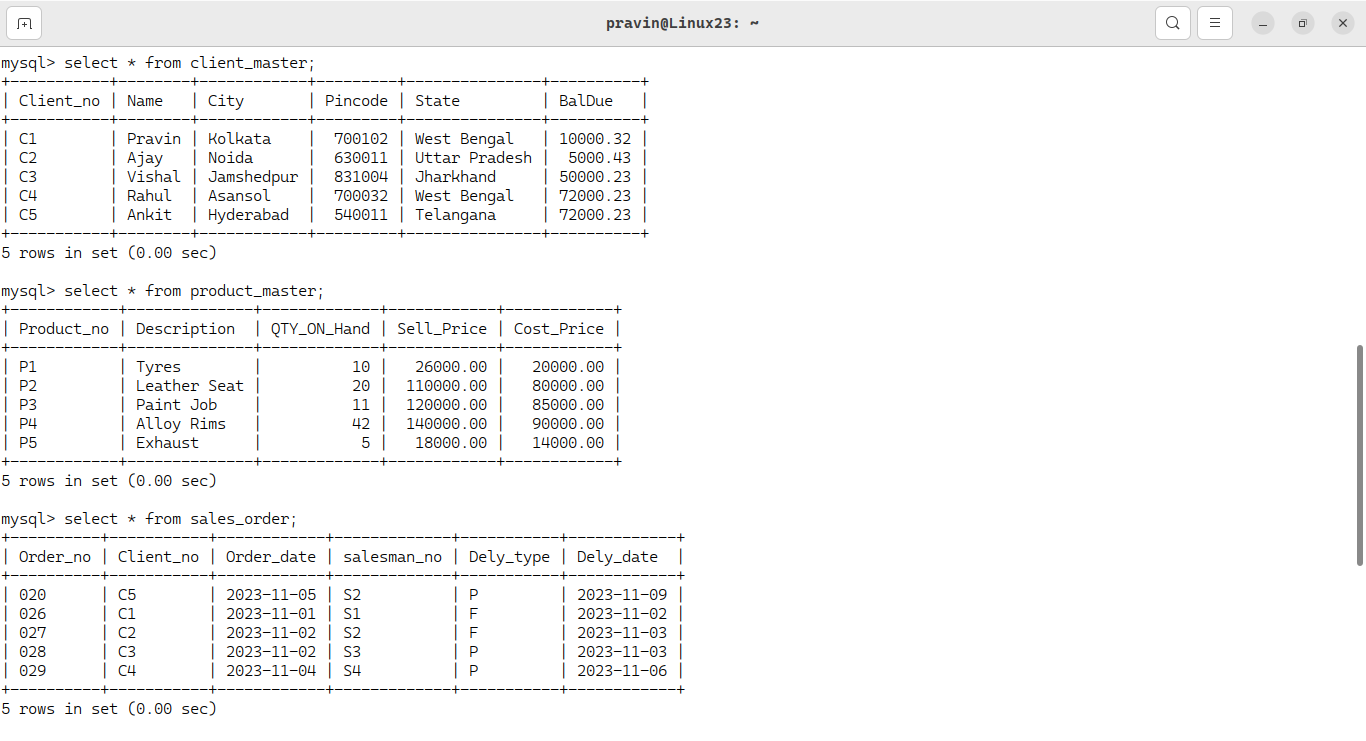 pravin@Linux23: ~
mysql> select * from client_master;
+-----------+--------+------------+---------+---------------+----------+
| Client_no | Name   | City       | Pincode | State         | BalDue   |
+-----------+--------+------------+---------+---------------+----------+
| C1        | Pravin | Kolkata    |  700102 | West Bengal   | 10000.32 |
| C2        | Ajay   | Noida      |  630011 | Uttar Pradesh |  5000.43 |
| C3        | Vishal | Jamshedpur |  831004 | Jharkhand     | 50000.23 |
| C4        | Rahul  | Asansol    |  700032 | West Bengal   | 72000.23 |
| C5        | Ankit  | Hyderabad  |  540011 | Telangana     | 72000.23 |
+-----------+--------+------------+---------+---------------+----------+
5 rows in set (0.00 sec)

mysql> select * from product_master;
+------------+--------------+-------------+------------+------------+
| Product_no | Description  | QTY_ON_Hand | Sell_Price | Cost_Price |
+------------+--------------+-------------+------------+------------+
| P1         | Tyres        |          10 |   26000.00 |   20000.00 |
| P2         | Leather Seat |          20 |  110000.00 |   80000.00 |
| P3         | Paint Job    |          11 |  120000.00 |   85000.00 |
| P4         | Alloy Rims   |          42 |  140000.00 |   90000.00 |
| P5         | Exhaust      |           5 |   18000.00 |   14000.00 |
+------------+--------------+-------------+------------+------------+
5 rows in set (0.00 sec)

mysql> select * from sales_order;
+----------+-----------+------------+-------------+-----------+------------+
| Order_no | Client_no | Order_date | salesman_no | Dely_type | Dely_date  |
+----------+-----------+------------+-------------+-----------+------------+
| 020      | C5        | 2023-11-05 | S2          | P         | 2023-11-09 |
| 026      | C1        | 2023-11-01 | S1          | F         | 2023-11-02 |
| 027      | C2        | 2023-11-02 | S2          | F         | 2023-11-03 |
| 028      | C3        | 2023-11-02 | S3          | P         | 2023-11-03 |
| 029      | C4        | 2023-11-04 | S4          | P         | 2023-11-06 |
+----------+-----------+------------+-------------+-----------+------------+
5 rows in set (0.00 sec)